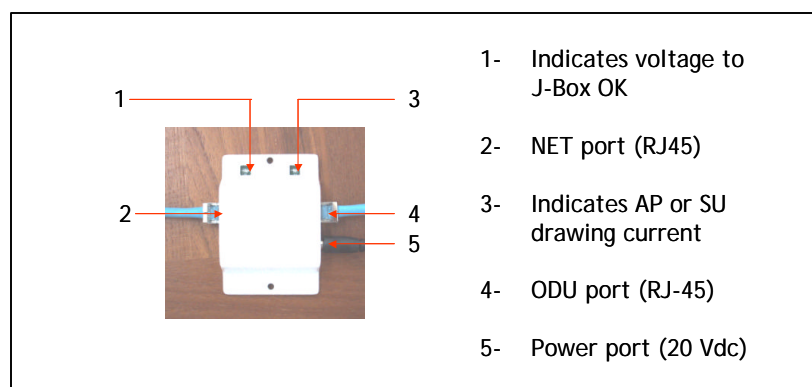 1
3
2
4
5
1- Indicates voltage to
J-Box OK
2- NET port (RJ45)
3- Indicates AP or SU
drawing current
4- ODU port (RJ-45)
5- Power port (20 Vdc)